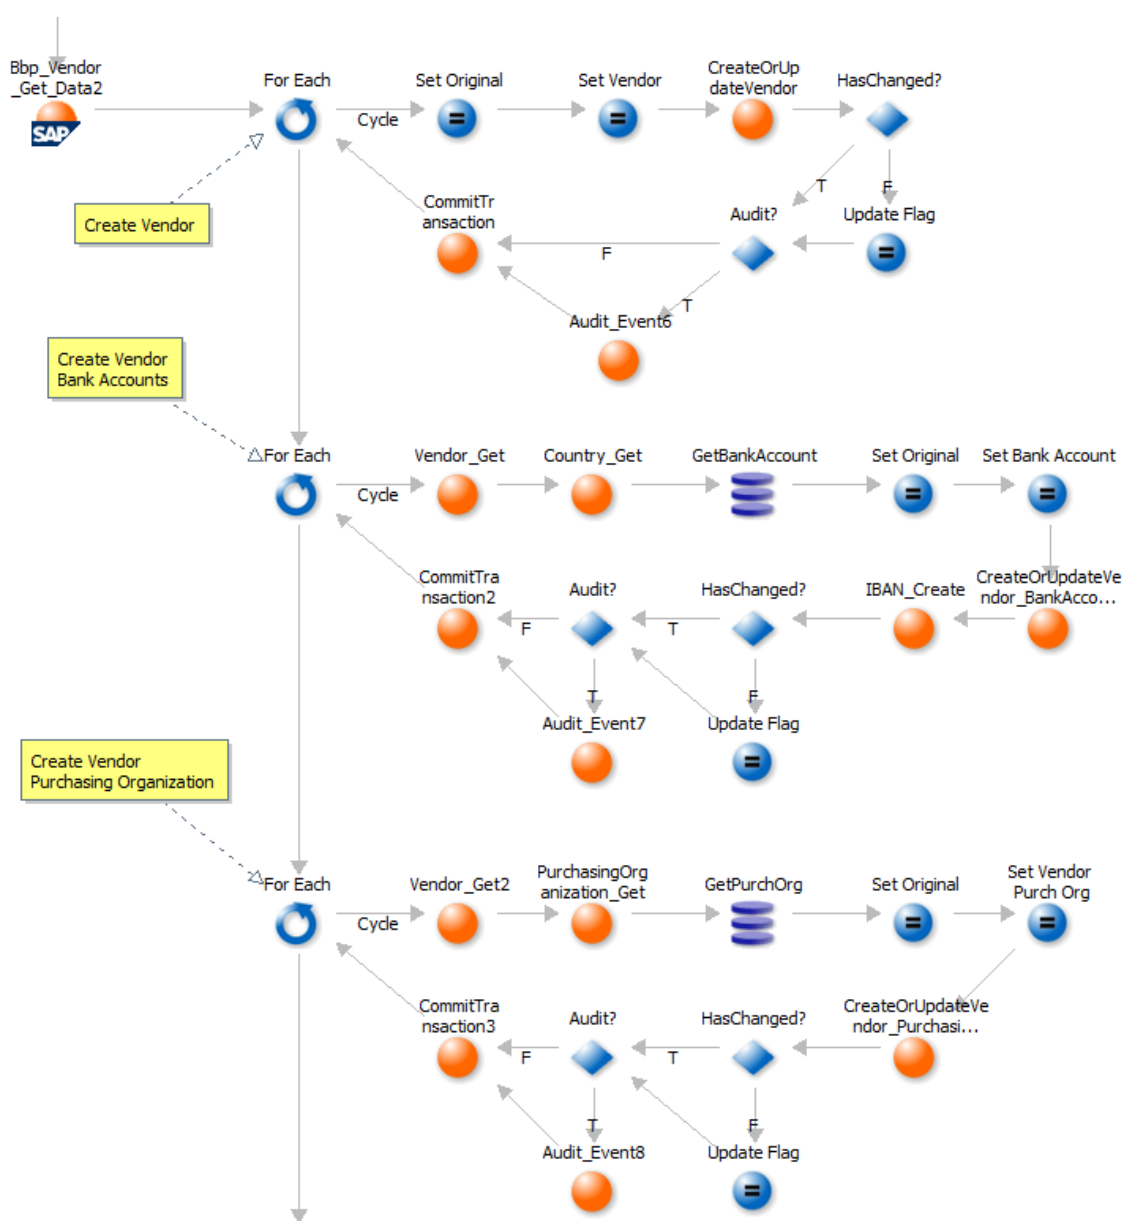 Bbp_Vendor
_Get_Data2
SAP
For Each
Cycle
Set Original
Set Vendor
CreateOrUp
dateVendor
HasChanged?
T
F
Create Vendor
CommitTr
ansaction
Audit?
Update Flag
F
T
Audit_Event6
Create Vendor
Bank Accounts
For Each
Cycle
Vendor_Get
Country_Get
GetBankAccount
Set Original
Set Bank Account
CommitTra
nsaction2
Audit?
HasChanged?
IBAN_Create
CreateOrUpdateVe
ndor_BankAcco...
F
T
T
F
Audit_Event7
Update Flag
Create Vendor
Purchasing Organization
For Each
Cycle
Vendor_Get2
PurchasingOrg
anization_Get
GetPurchOrg
Set Original
Set Vendor
Purch Org
CommitTra
nsaction3
Audit?
HasChanged?
CreateOrUpdateVe
ndor_Purchasi...
F
T
T
F
Audit_Event8
Update Flag